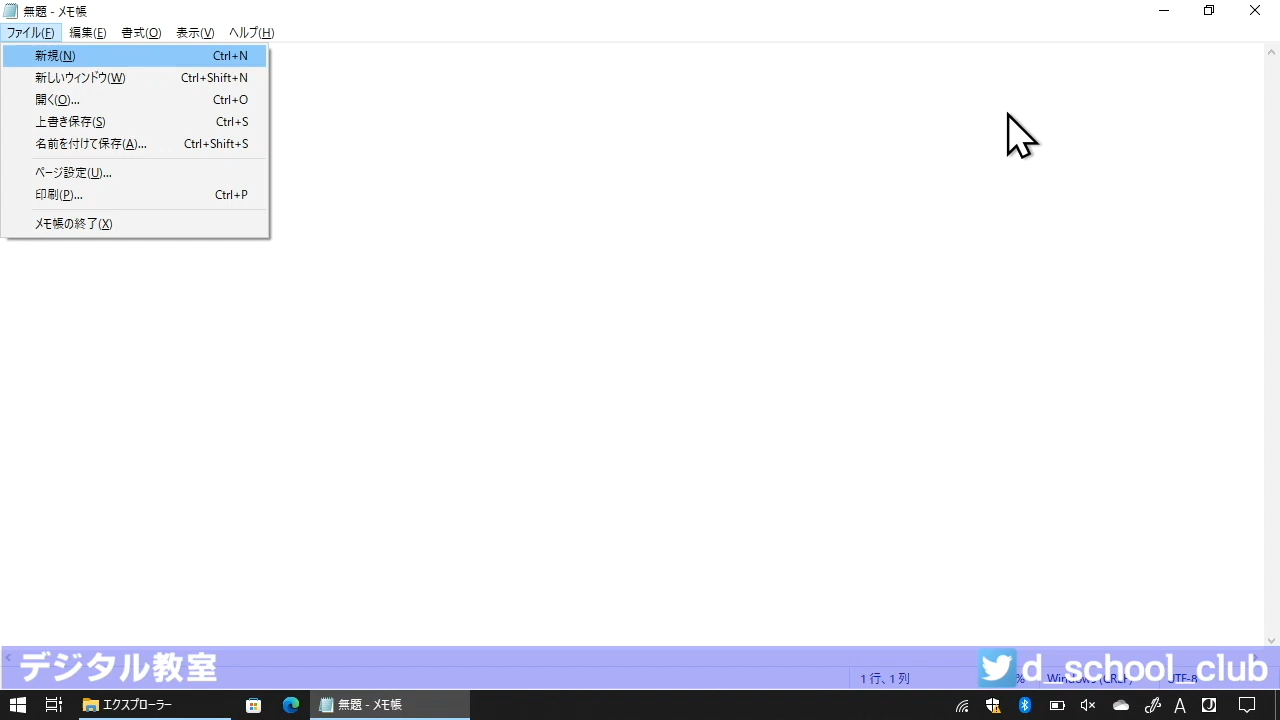 無題 - メモ帳
ファイル(F) 編集(E) 書式(O) 表示(V) ヘルプ(H)
新規(N) Ctrl+N
新しいウィンドウ(W) Ctrl+Shift+N
開く(O)... Ctrl+O
上書き保存(S) Ctrl+S
名前を付けて保存(A)... Ctrl+Shift+S
ページ設定(U)...
印刷(P)... Ctrl+P
メモ帳の終了(X)
デジタル教室 d_school_club
1 行、1 列 % Windows (CRLF) UTF-8
エクスプローラー 無題 - メモ帳 A